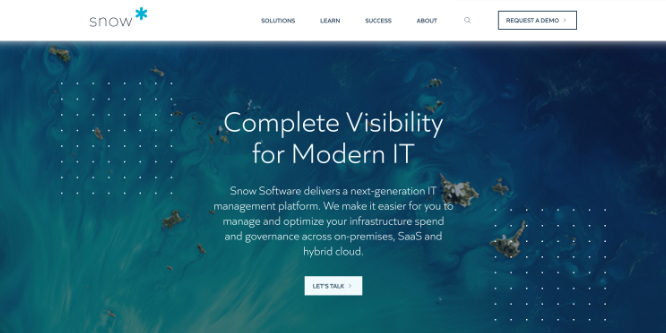 snow
SOLUTIONS
LEARN
SUCCESS
ABOUT
REQUEST A DEMO
Complete Visibility
for Modern IT
Snow Software delivers a next-generation IT
management platform. We make it easier for you to
manage and optimize your infrastructure spend
and governance across on-premises, SaaS and
hybrid cloud.
LET'S TALK